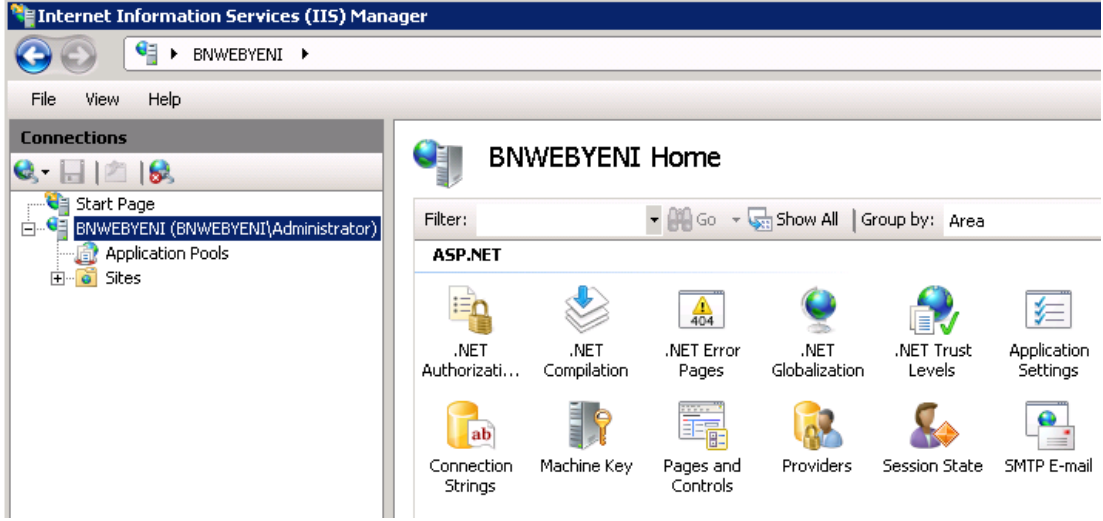 Internet Information Services (IIS) Manager
BNWEBYENI
File View Help
Connections
Start Page
BNWEBYENI (BNWEBYENI\Administrator)
Application Pools
Sites
BNWEBYENI Home
Filter: Go Show All Group by: Area
ASP.NET
404
.NET Authorizati...
.NET Compilation
.NET Error Pages
.NET Globalization
.NET Trust Levels
Application Settings
ab
Connection Strings
Machine Key
Pages and Controls
Providers
Session State
SMTP E-mail